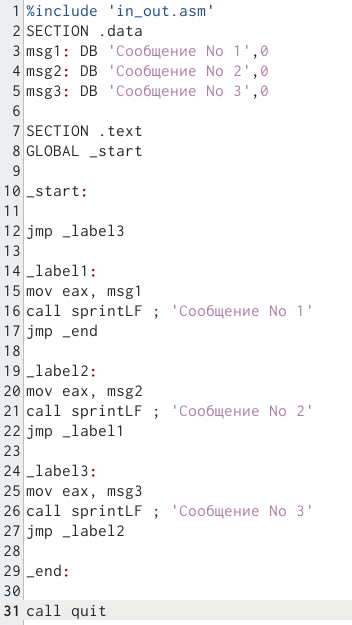 1 %include 'in_out.asm'
2 SECTION .data
3 msg1: DB 'Сообщение No 1',0
4 msg2: DB 'Сообщение No 2',0
5 msg3: DB 'Сообщение No 3',0
6
7 SECTION .text
8 GLOBAL _start
9
10 _start:
11
12 jmp _label3
13
14 _label1:
15 mov eax, msg1
16 call sprintLF ; 'Сообщение No 1'
17 jmp _end
18
19 _label2:
20 mov eax, msg2
21 call sprintLF ; 'Сообщение No 2'
22 jmp _label1
23
24 _label3:
25 mov eax, msg3
26 call sprintLF ; 'Сообщение No 3'
27 jmp _label2
28
29 _end:
30
31 call quit